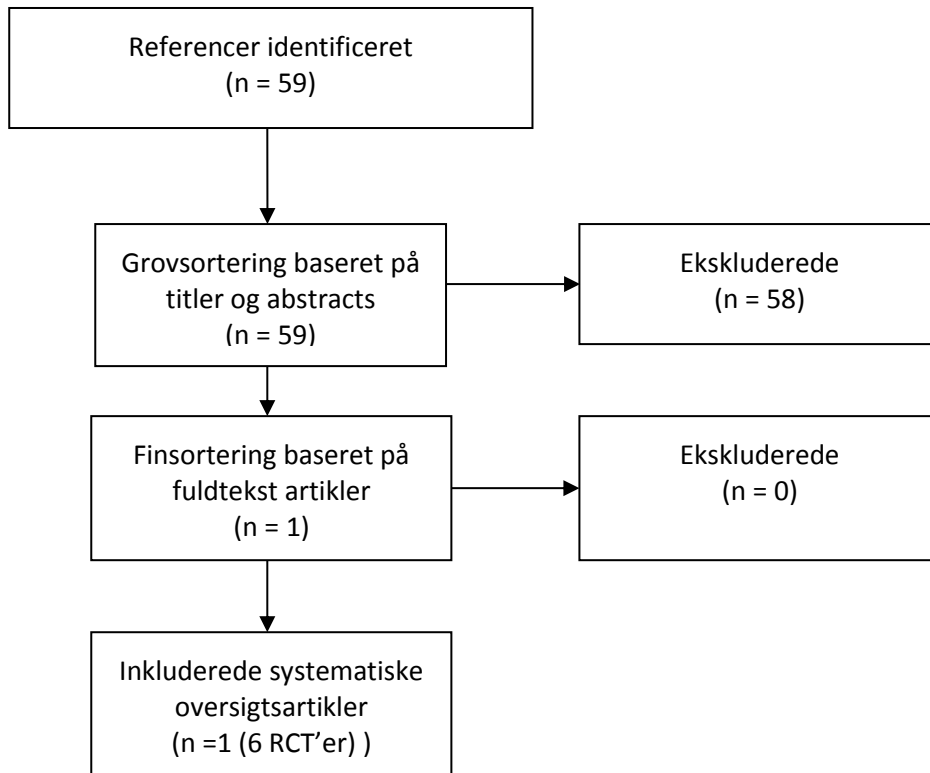 Referencer identificeret
(n = 59)
Grovsortering baseret på
titler og abstracts
(n = 59)
Ekskluderede
(n = 58)
Finsortering baseret på
fuldtekst artikler
(n = 1)
Ekskluderede
(n = 0)
Inkluderede systematiske
oversigtsartikler
(n =1 (6 RCT’er) )